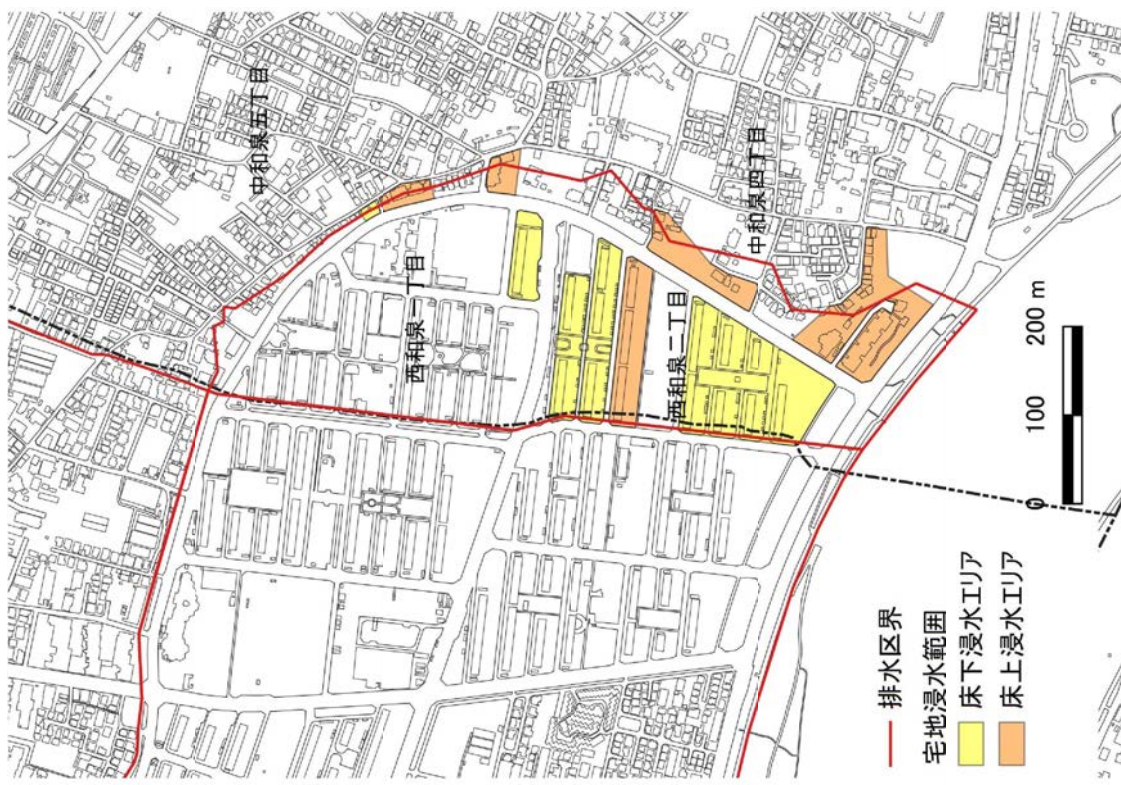 中和泉五丁目
西和泉一丁目
中和泉四丁目
西和泉二丁目
0 100 200 m
排水区界
宅地浸水範囲
床下浸水エリア
床上浸水エリア